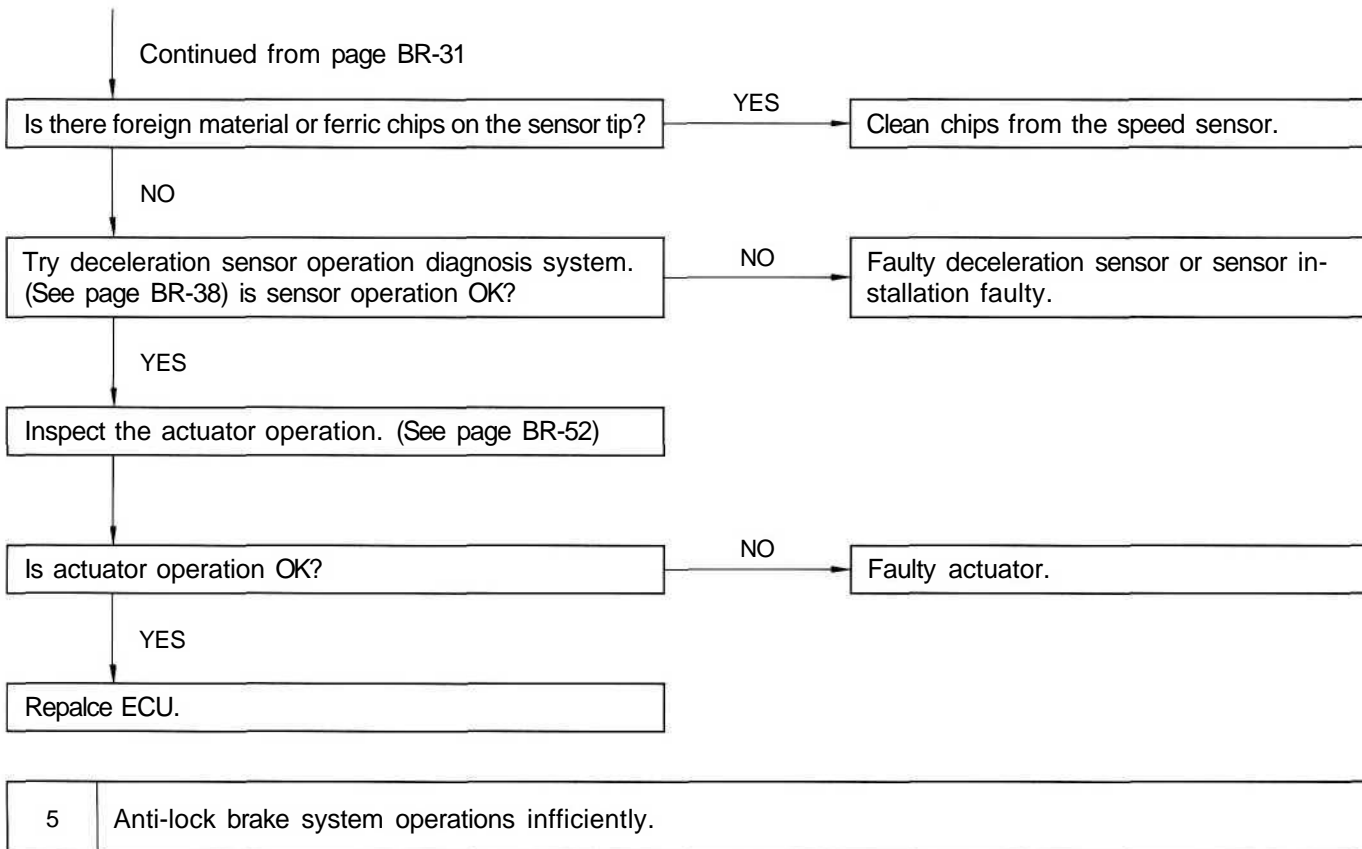 Continued from page BR-31
Is there foreign material or ferric chips on the sensor tip?
YES
Clean chips from the speed sensor.
NO
Try deceleration sensor operation diagnosis system.
(See page BR-38) is sensor operation OK?
NO
Faulty deceleration sensor or sensor in-
stallation faulty.
YES
Inspect the actuator operation. (See page BR-52)
Is actuator operation OK?
NO
Faulty actuator.
YES
Repalce ECU.
5 Anti-lock brake system operations infficiently.